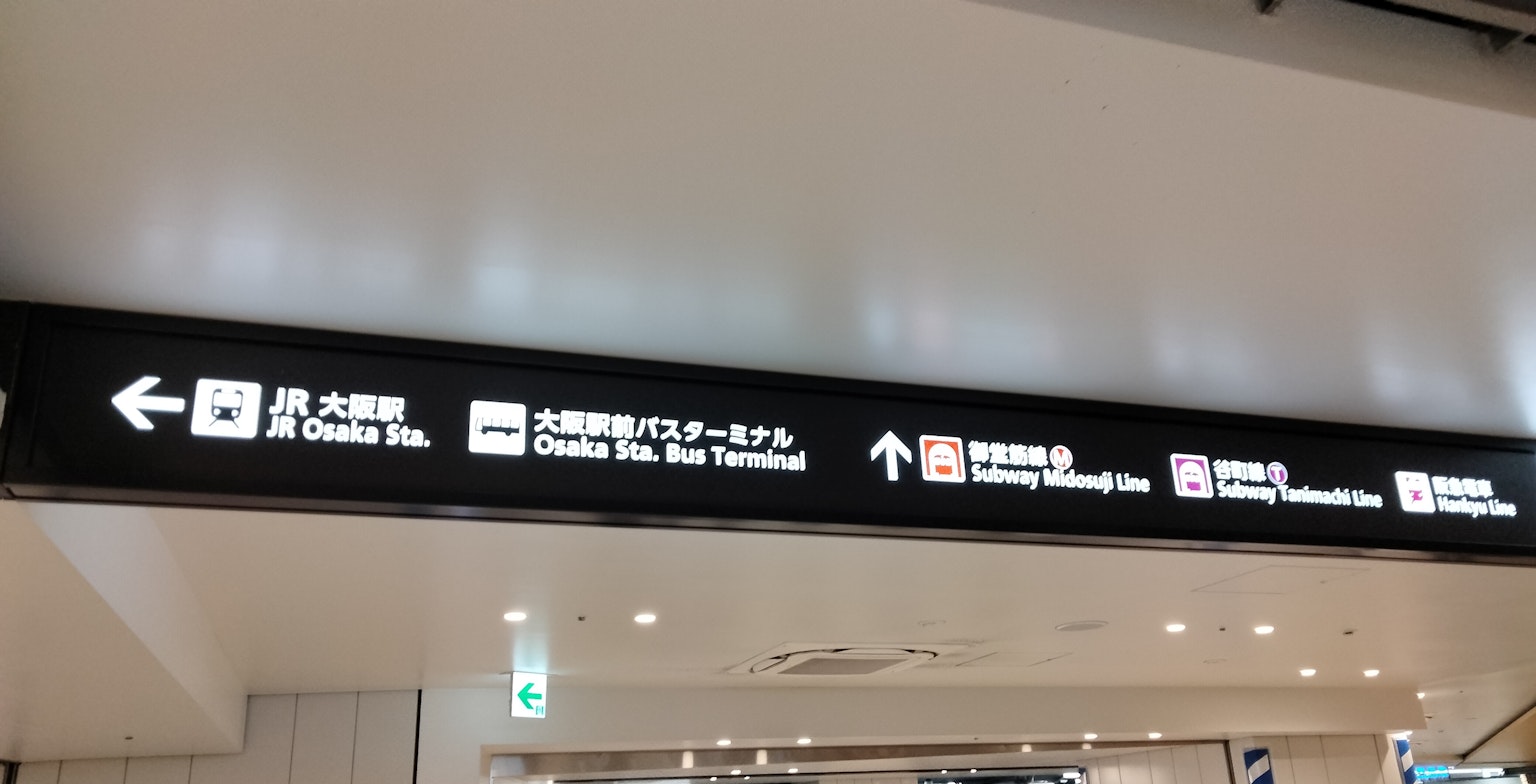 JR 大阪駅
JR Osaka Sta.
大阪駅前バスターミナル
Osaka Sta. Bus Terminal
御堂筋線 M
Subway Midosuji Line
谷町線 T
Subway Tanimachi Line
阪急電車
Hankyu Line